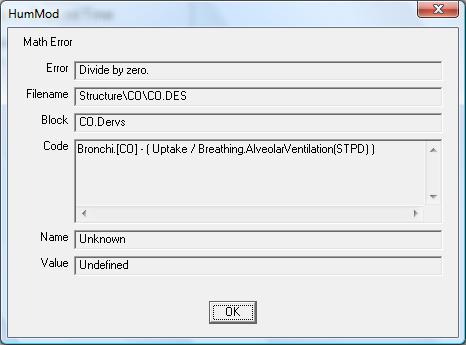 HumMod
Math Error
Error Divide by zero.
Filename Structure\CO\CO.DES
Block CO.Dervs
Code Bronchi.[CO] - ( Uptake / Breathing.AlveolarVentilation(STPD) )
Name Unknown
Value Undefined
OK